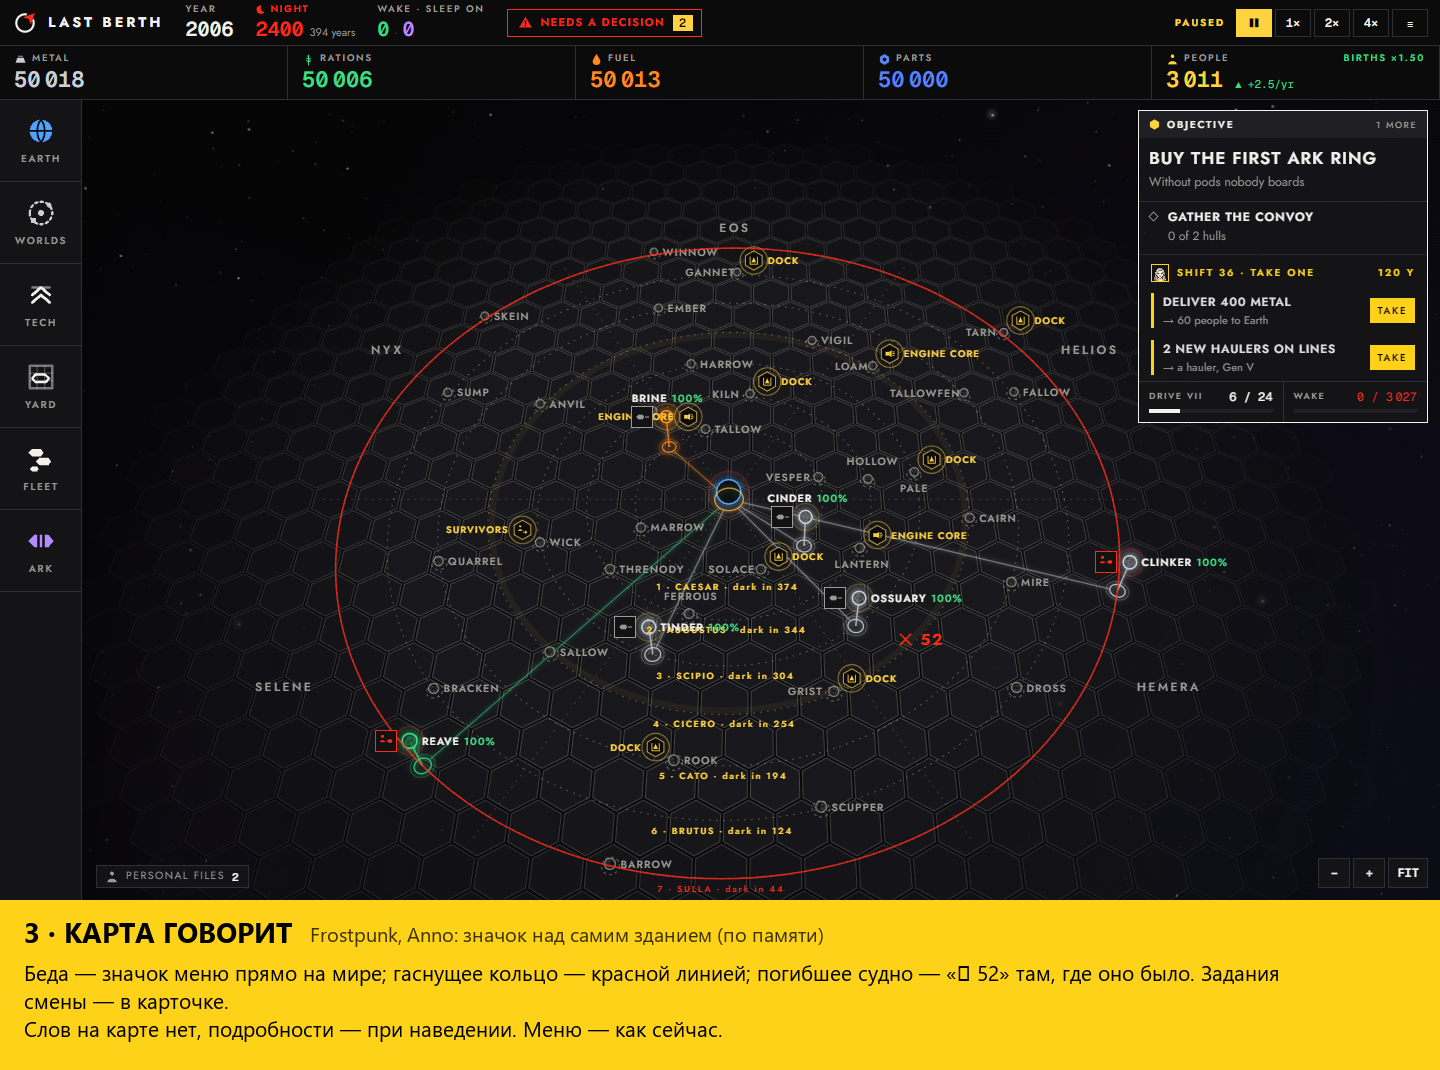 LAST BERTH
YEAR
2006
NIGHT
2400 394 years
WAKE · SLEEP ON
0 · 0
NEEDS A DECISION 2
PAUSED
1×
2×
4×
≡
METAL
50 018
RATIONS
50 006
FUEL
50 013
PARTS
50 000
PEOPLE
BIRTHS ×1.50
3 011 ▲ +2.5/yr
EARTH
WORLDS
TECH
YARD
FLEET
ARK
OBJECTIVE
1 MORE
BUY THE FIRST ARK RING
Without pods nobody boards
GATHER THE CONVOY
0 of 2 hulls
SHIFT 36 · TAKE ONE
120 Y
DELIVER 400 METAL
→ 60 people to Earth
TAKE
2 NEW HAULERS ON LINES
→ a hauler, Gen V
TAKE
DRIVE VII 6 / 24
WAKE 0 / 3 027
EOS
WINNOW
GANNET
DOCK
EMBER
SKEIN
TARN
DOCK
NYX
VIGIL
HELIOS
LOAM
ENGINE CORE
HARROW
DOCK
SUMP
KILN
TALLOWFEN
FALLOW
BRINE 100%
ANVIL
ENGINE CORE
TALLOW
HOLLOW
DOCK
VESPER
PALE
CINDER 100%
CAIRN
SURVIVORS
MARROW
WICK
ENGINE CORE
QUARREL
THRENODY
SOLACE
DOCK
LANTERN
CLINKER 100%
MIRE
1 · CAESAR · dark in 374
FERROUS
OSSUARY 100%
TINDER 100%
2 · AUGUSTUS · dark in 344
✕ 52
SALLOW
3 · SCIPIO · dark in 304
DOCK
SELENE
BRACKEN
GRIST
DROSS
HEMERA
4 · CICERO · dark in 254
REAVE 100%
DOCK
ROOK
5 · CATO · dark in 194
SCUPPER
6 · BRUTUS · dark in 124
BARROW
7 · SULLA · dark in 44
PERSONAL FILES 2
−
+
FIT
3 · КАРТА ГОВОРИТ Frostpunk, Anno: значок над самим зданием (по памяти)
Беда — значок меню прямо на мире; гаснущее кольцо — красной линией; погибшее судно — «▯ 52» там, где оно было. Задания
смены — в карточке.
Слов на карте нет, подробности — при наведении. Меню — как сейчас.